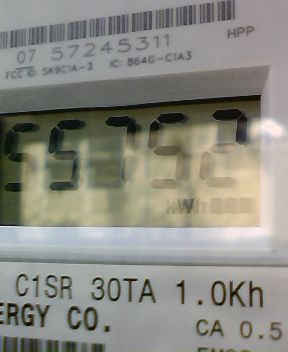 07 57245311
HPP
FCC ID: SK9C1A-3 IC: 864G-C1A3
55752
kWh
C1SR 30TA 1.0Kh
ERGY CO.
CA 0.5